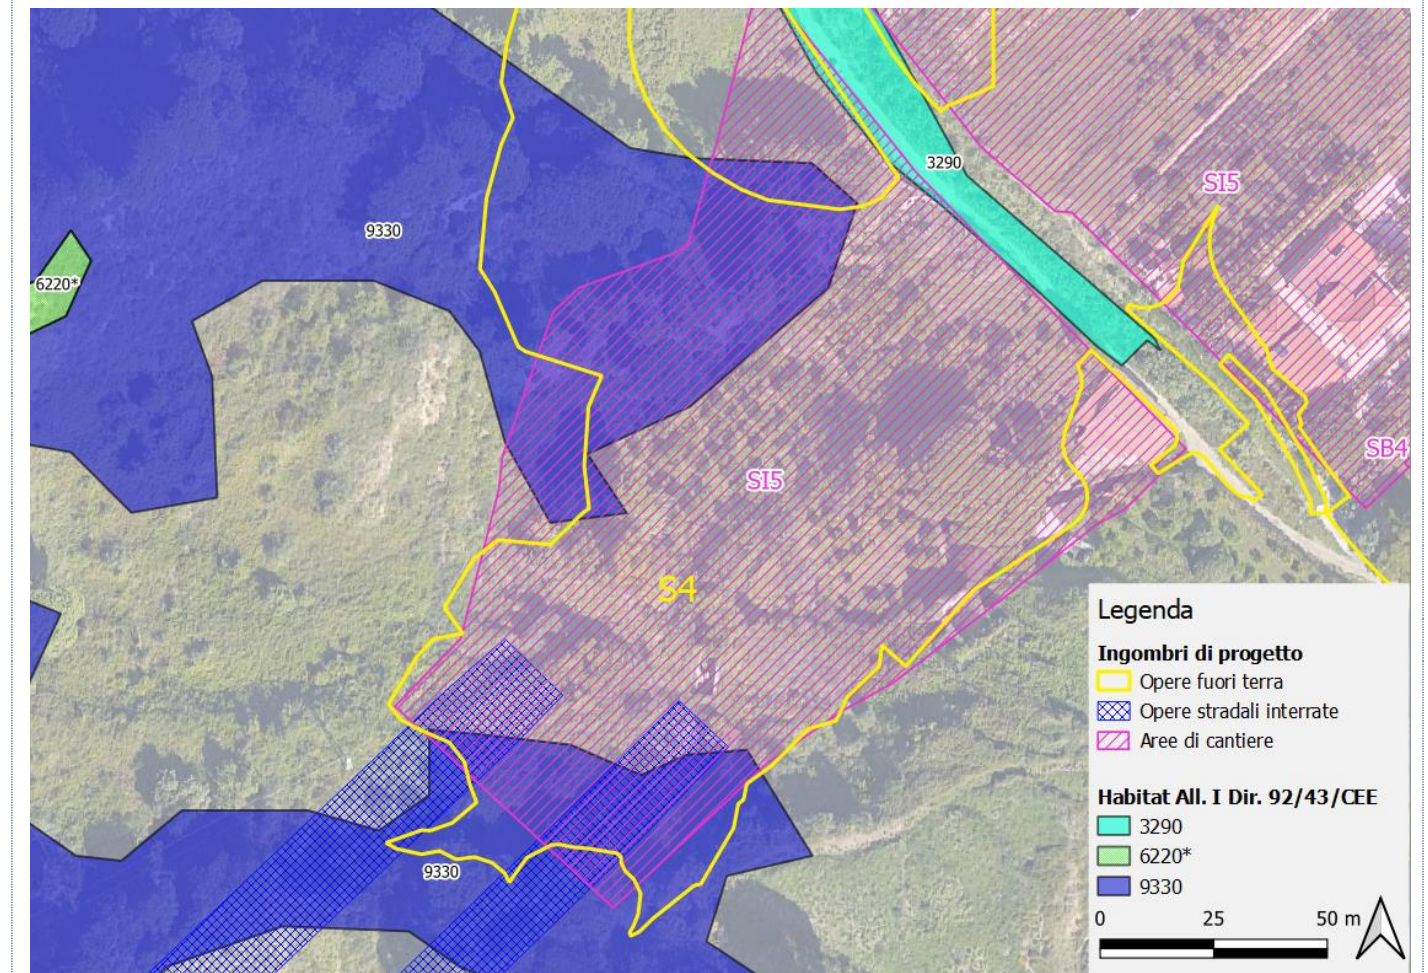 3290
SI5
9330
6220*
SB4
SI5
S4
9330
Legenda
Ingombri di progetto
Opere fuori terra
Opere stradali interrate
Aree di cantiere
Habitat All. I Dir. 92/43/CEE
3290
6220*
9330
0 25 50 m